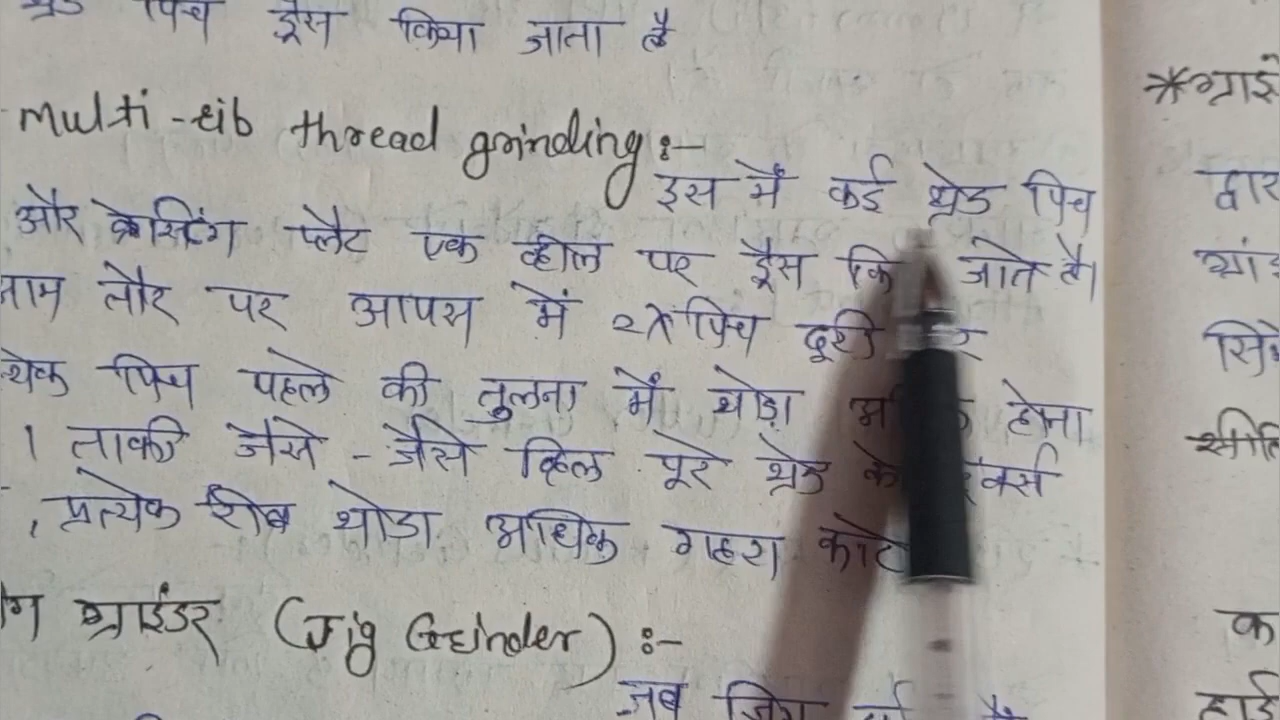 थ्रेड पिच ड्रेस किया जाता है
multi-rib thread grinding:-
इस में कई थ्रेड पिच
और क्रेस्टिंग प्लैट एक व्हील पर ड्रैस जाते है।
तौर पर आपस में 2X पिच दूरी
पिच पहले की तुलना में थोड़ा होना
। ताकी जैसे - जैसे व्हिल पूरे थ्रेड
, प्रत्येक रीब थोडा अधिक गहरा काटे
ग्राइंडर (Jig Grinder) :-
जब जिग
*ग्राइं
द्वार
क
हाई